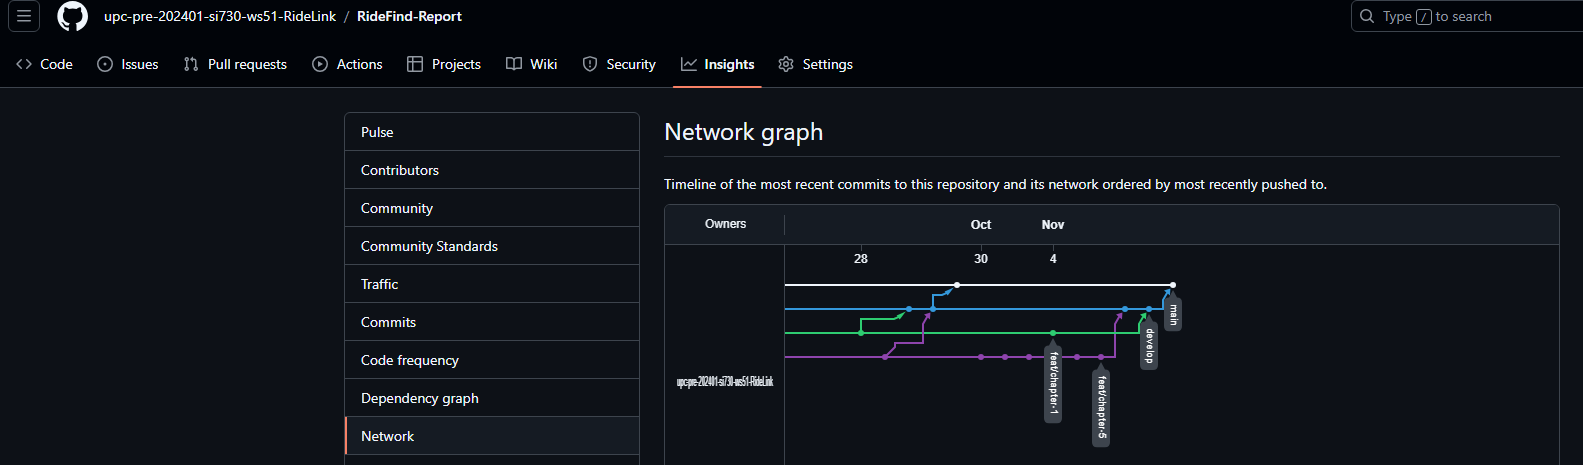 upc-pre-202401-si730-ws51-RideLink / RideFind-Report
Type / to search
Code Issues Pull requests Actions Projects Wiki Security Insights Settings
Pulse
Contributors
Community
Community Standards
Traffic
Commits
Code frequency
Dependency graph
Network
Network graph
Timeline of the most recent commits to this repository and its network ordered by most recently pushed to.
Owners Oct Nov
28 30 4
main
develop
feat/chapter-1
feat/chapter-5
upc-pre-202401-si730-ws51-RideLink